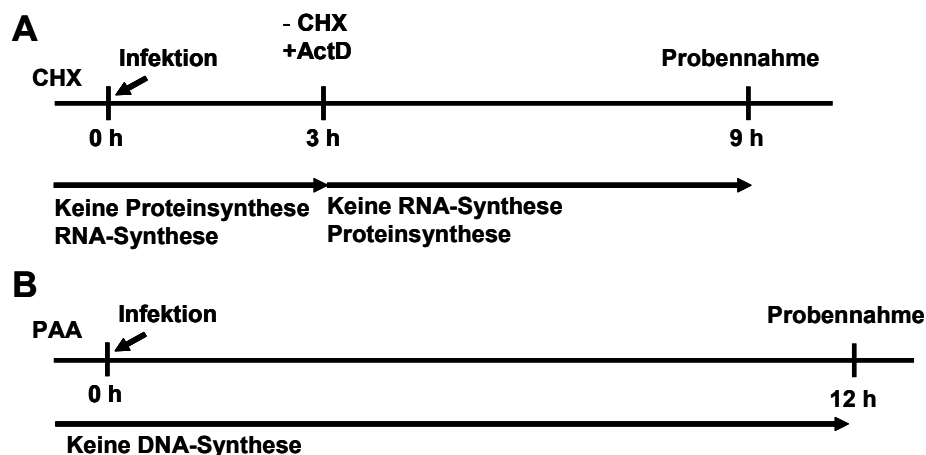 A
- CHX
+ActD
Infektion
Probennahme
CHX
0 h
3 h
9 h
Keine Proteinsynthese
RNA-Synthese
Keine RNA-Synthese
Proteinsynthese
B
Infektion
Probennahme
PAA
0 h
12 h
Keine DNA-Synthese